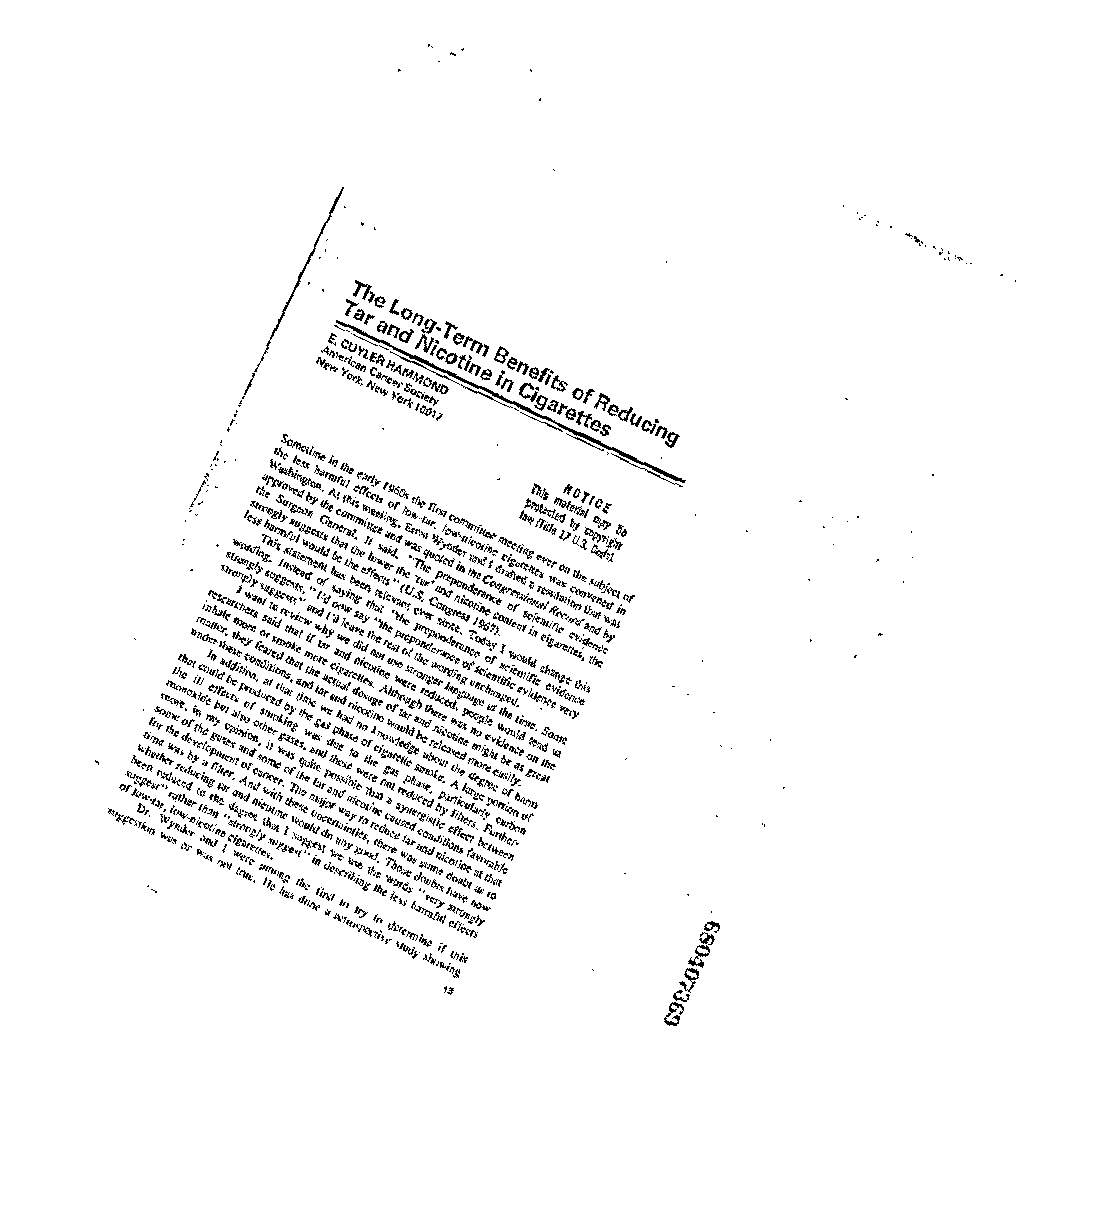 The Long-Term Benefits of Reducing
Tar and Nicotine in Cigarettes
E. CUYLER HAMMOND
American Cancer Society
New York, New York 10017
NOTICE
This material may be
protected by copyright
law (Title 17 U.S. Code).
Sometime in the early 1960s the first committee meeting ever on the subject of
the less harmful effects of low-tar, low-nicotine cigarettes was convened in
Washington. At this meeting, Ernst Wynder and I drafted a resolution that was
approved by the committee and was quoted in the Congressional Record and by
the Surgeon General. It said, "The preponderance of scientific evidence
strongly suggests that the lower the 'tar' and nicotine content in cigarettes, the
less harmful would be the effects" (U.S. Congress 1967).
This statement has been relevant ever since. Today I would change this
wording. Instead of saying that "the preponderance of scientific evidence
strongly suggests," I'd now say "the preponderance of scientific evidence very
strongly suggests" and I'd leave the rest of the wording unchanged.
I want to review why we did not use stronger language at the time. Some
researchers said that if tar and nicotine were reduced, people would tend to
inhale more or smoke more cigarettes. Although there was no evidence on the
matter, they feared that the actual dosage of tar and nicotine might be as great
under these conditions, and tar and nicotine would be released more easily.
In addition, at that time we had no knowledge about the degree of harm
that could be produced by the gas phase of cigarette smoke. A large portion of
the ill effects of smoking was due to the gas phase, particularly carbon
monoxide but also other gases, and these were not reduced by filters. Further-
more, in my opinion, it was quite possible that a synergistic effect between
some of the gases and some of the tar and nicotine caused conditions favorable
for the development of cancer. The major way to reduce tar and nicotine at that
time was by a filter. And with these uncertainties, there was some doubt as to
whether reducing tar and nicotine would do any good. Those doubts have now
been reduced to the degree that I suggest we use the words "very strongly
suggest" rather than "strongly suggest" in describing the less harmful effects
of low-tar, low-nicotine cigarettes.
Dr. Wynder and I were among the first to try to determine if this
suggestion was or was not true. He has done a retrospective study showing
13
680407363